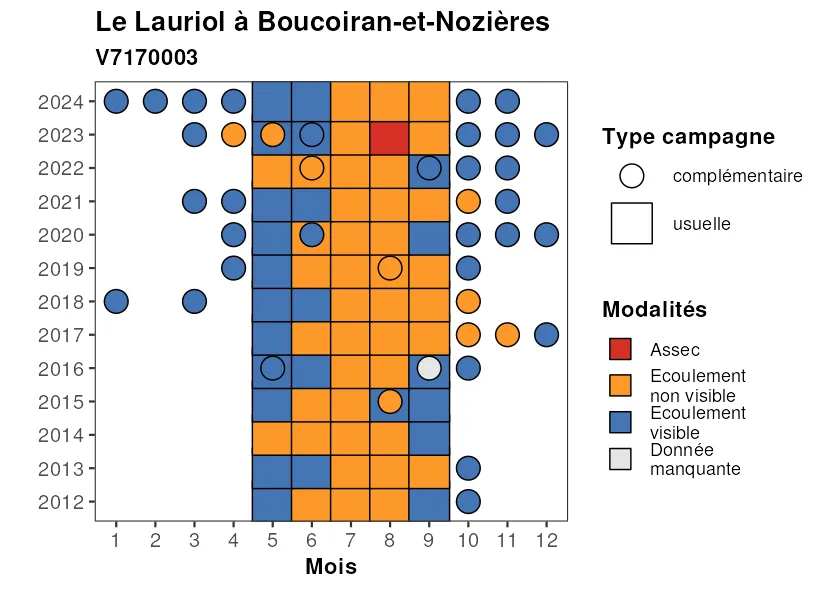 Le Lauriol à Boucoiran-et-Nozières
V7170003
2024
2023
2022
2021
2020
2019
2018
2017
2016
2015
2014
2013
2012
1 2 3 4 5 6 7 8 9 10 11 12
Mois
Type campagne
complémentaire
usuelle
Modalités
Assec
Ecoulement
non visible
Ecoulement
visible
Donnée
manquante